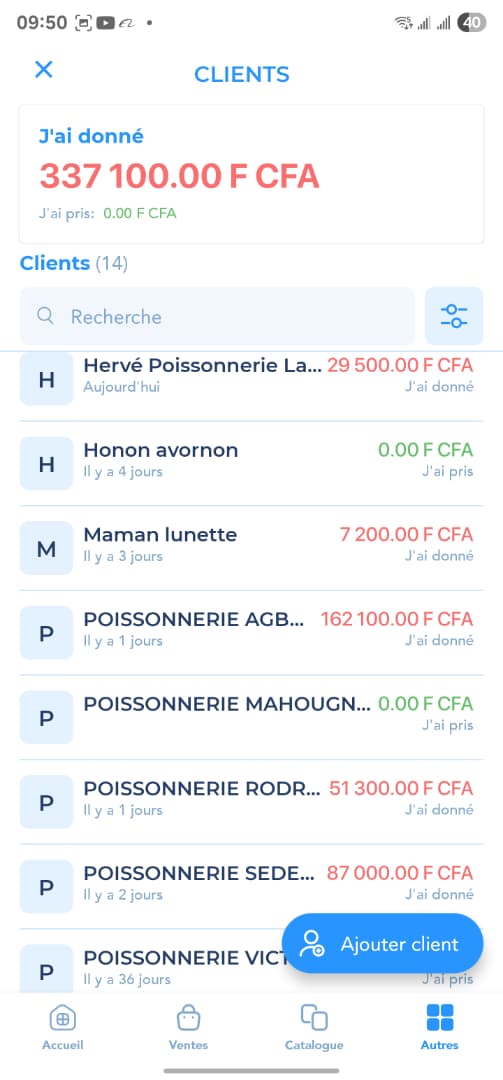 09:50
40
CLIENTS
J'ai donné
337 100.00 F CFA
J'ai pris: 0.00 F CFA
Clients (14)
Recherche
H
Hervé Poissonnerie La... 29 500.00 F CFA
Aujourd'hui J'ai donné
H
Honon avornon 0.00 F CFA
Il y a 4 jours J'ai pris
M
Maman lunette 7 200.00 F CFA
Il y a 3 jours J'ai donné
P
POISSONNERIE AGB... 162 100.00 F CFA
Il y a 1 jours J'ai donné
P
POISSONNERIE MAHOUGN... 0.00 F CFA
J'ai pris
P
POISSONNERIE RODR... 51 300.00 F CFA
Il y a 1 jours J'ai donné
P
POISSONNERIE SEDE... 87 000.00 F CFA
Il y a 2 jours J'ai donné
P
POISSONNERIE
Il y a 36 jours J'ai pris
Ajouter client
Accueil Ventes Catalogue Autres